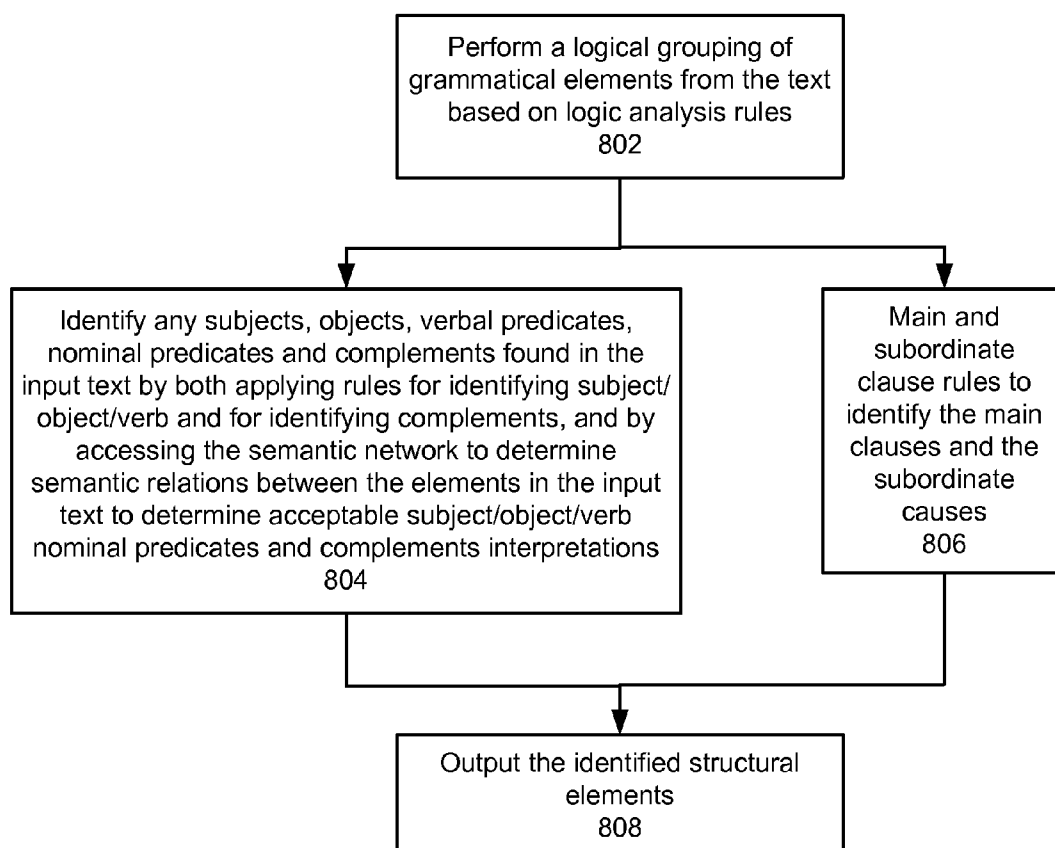 Perform a logical grouping of
grammatical elements from the text
based on logic analysis rules
802
Identify any subjects, objects, verbal predicates,
nominal predicates and complements found in the
input text by both applying rules for identifying subject/
object/verb and for identifying complements, and by
accessing the semantic network to determine
semantic relations between the elements in the input
text to determine acceptable subject/object/verb
nominal predicates and complements interpretations
804
Main and
subordinate
clause rules to
identify the main
clauses and the
subordinate
causes
806
Output the identified structural
elements
808